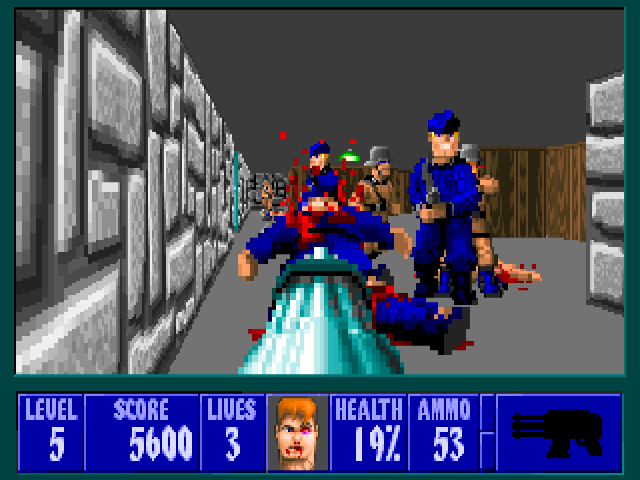 LEVEL SCORE LIVES HEALTH AMMO
5 5600 3 19% 53